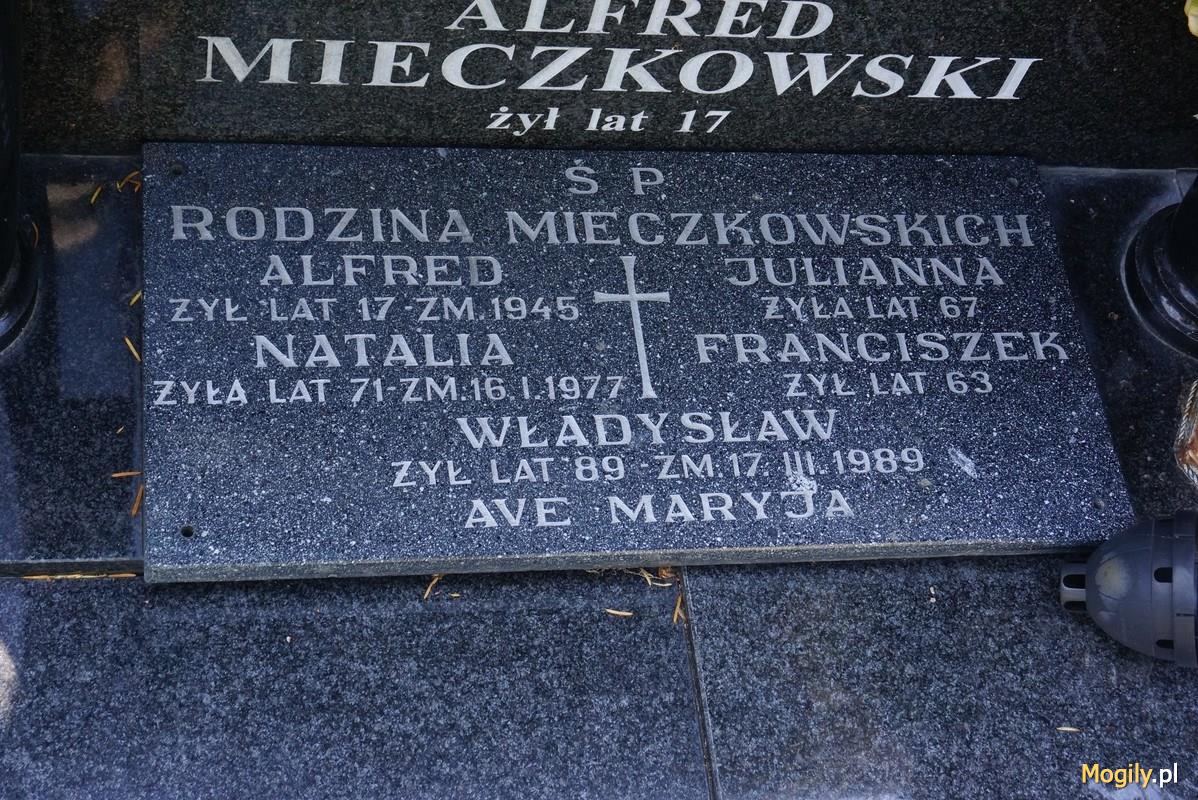 ALFRED
MIECZKOWSKI
żył lat 17
Ś P
RODZINA MIECZKOWSKICH
ALFRED
ŻYŁ LAT 17-ZM.1945
NATALIA
ŻYŁA LAT 71-ZM.16.I.1977
JULIANNA
ŻYŁA LAT 67
FRANCISZEK
ŻYŁ LAT 63
WŁADYSŁAW
ŻYŁ LAT 89-ZM.17.III.1989
AVE MARYJA
Mogily.pl